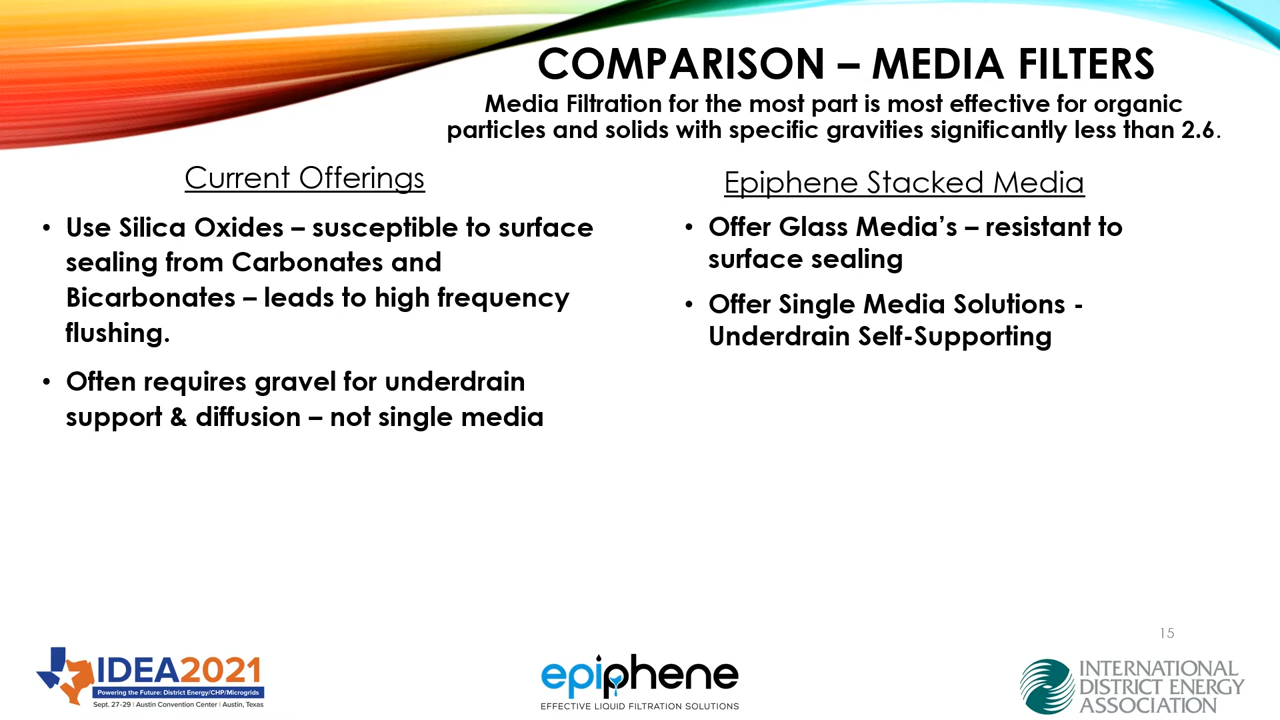 COMPARISON – MEDIA FILTERS
Media Filtration for the most part is most effective for organic
particles and solids with specific gravities significantly less than 2.6.
Current Offerings
• Use Silica Oxides – susceptible to surface
sealing from Carbonates and
Bicarbonates – leads to high frequency
flushing.
• Often requires gravel for underdrain
support & diffusion – not single media
Epiphene Stacked Media
• Offer Glass Media’s – resistant to
surface sealing
• Offer Single Media Solutions -
Underdrain Self-Supporting
15
IDEA2021
Powering the Future: District Energy/CHP/Microgrids
Sept. 27-29 | Austin Convention Center | Austin, Texas
epiphene
EFFECTIVE LIQUID FILTRATION SOLUTIONS
INTERNATIONAL
DISTRICT ENERGY
ASSOCIATION